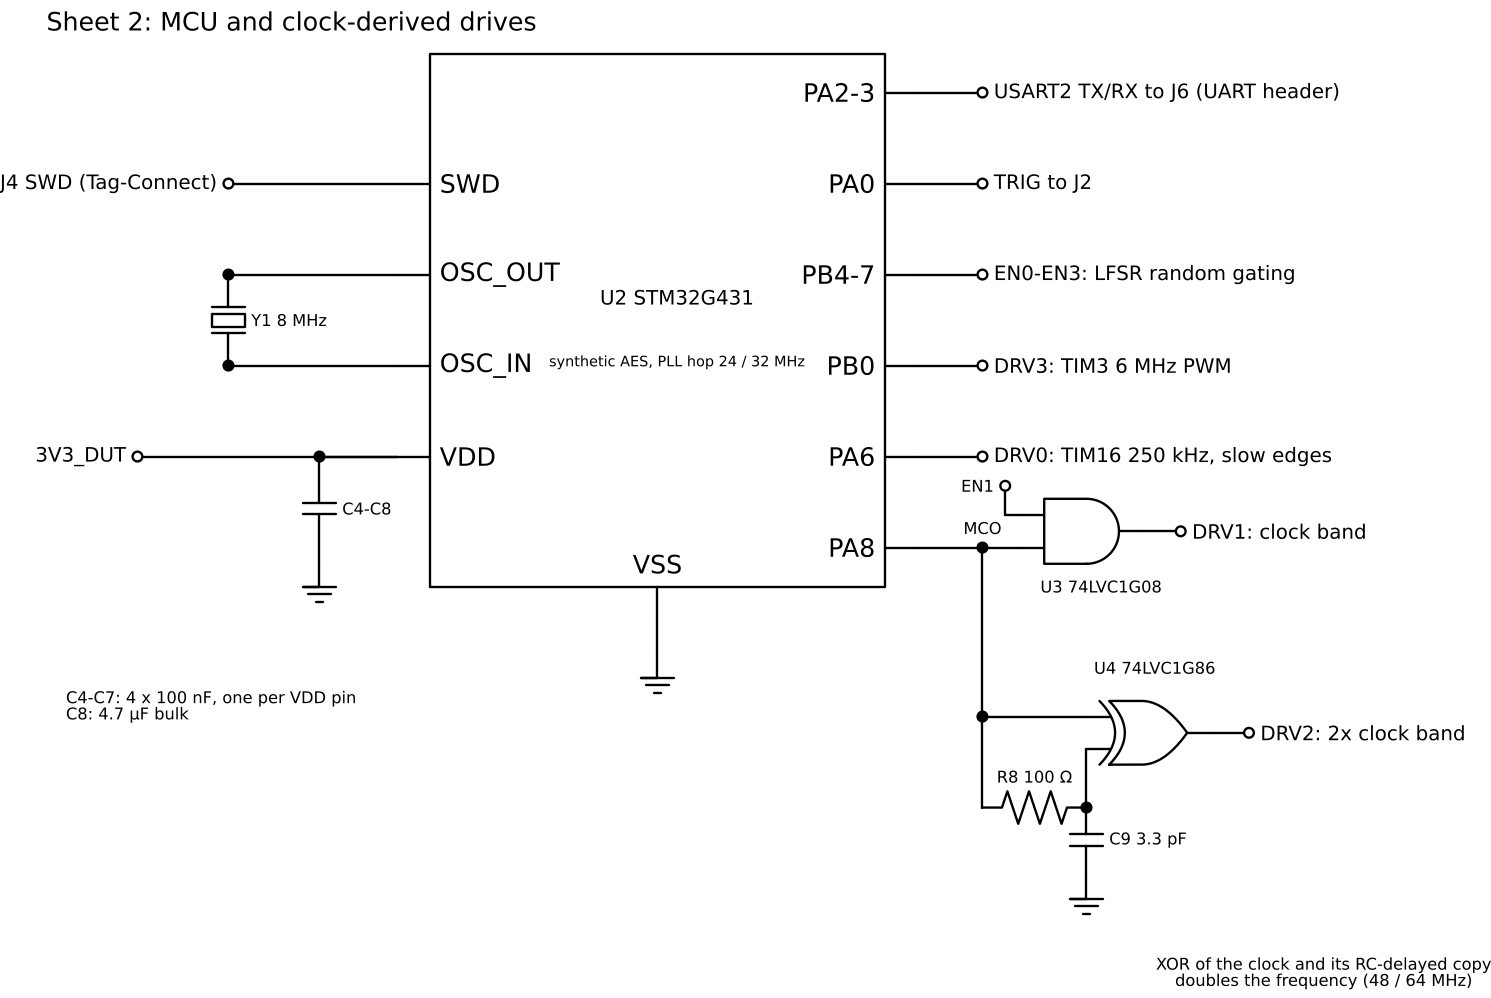 Sheet 2: MCU and clock-derived drives
PA2-3
USART2 TX/RX to J6 (UART header)
J4 SWD (Tag-Connect)
SWD
PA0
TRIG to J2
OSC_OUT
U2 STM32G431
PB4-7
EN0-EN3: LFSR random gating
Y1 8 MHz
OSC_IN
synthetic AES, PLL hop 24 / 32 MHz
PB0
DRV3: TIM3 6 MHz PWM
3V3_DUT
VDD
PA6
DRV0: TIM16 250 kHz, slow edges
EN1
C4-C8
MCO
DRV1: clock band
PA8
VSS
U3 74LVC1G08
U4 74LVC1G86
C4-C7: 4 x 100 nF, one per VDD pin
C8: 4.7 µF bulk
DRV2: 2x clock band
R8 100 Ω
C9 3.3 pF
XOR of the clock and its RC-delayed copy
doubles the frequency (48 / 64 MHz)